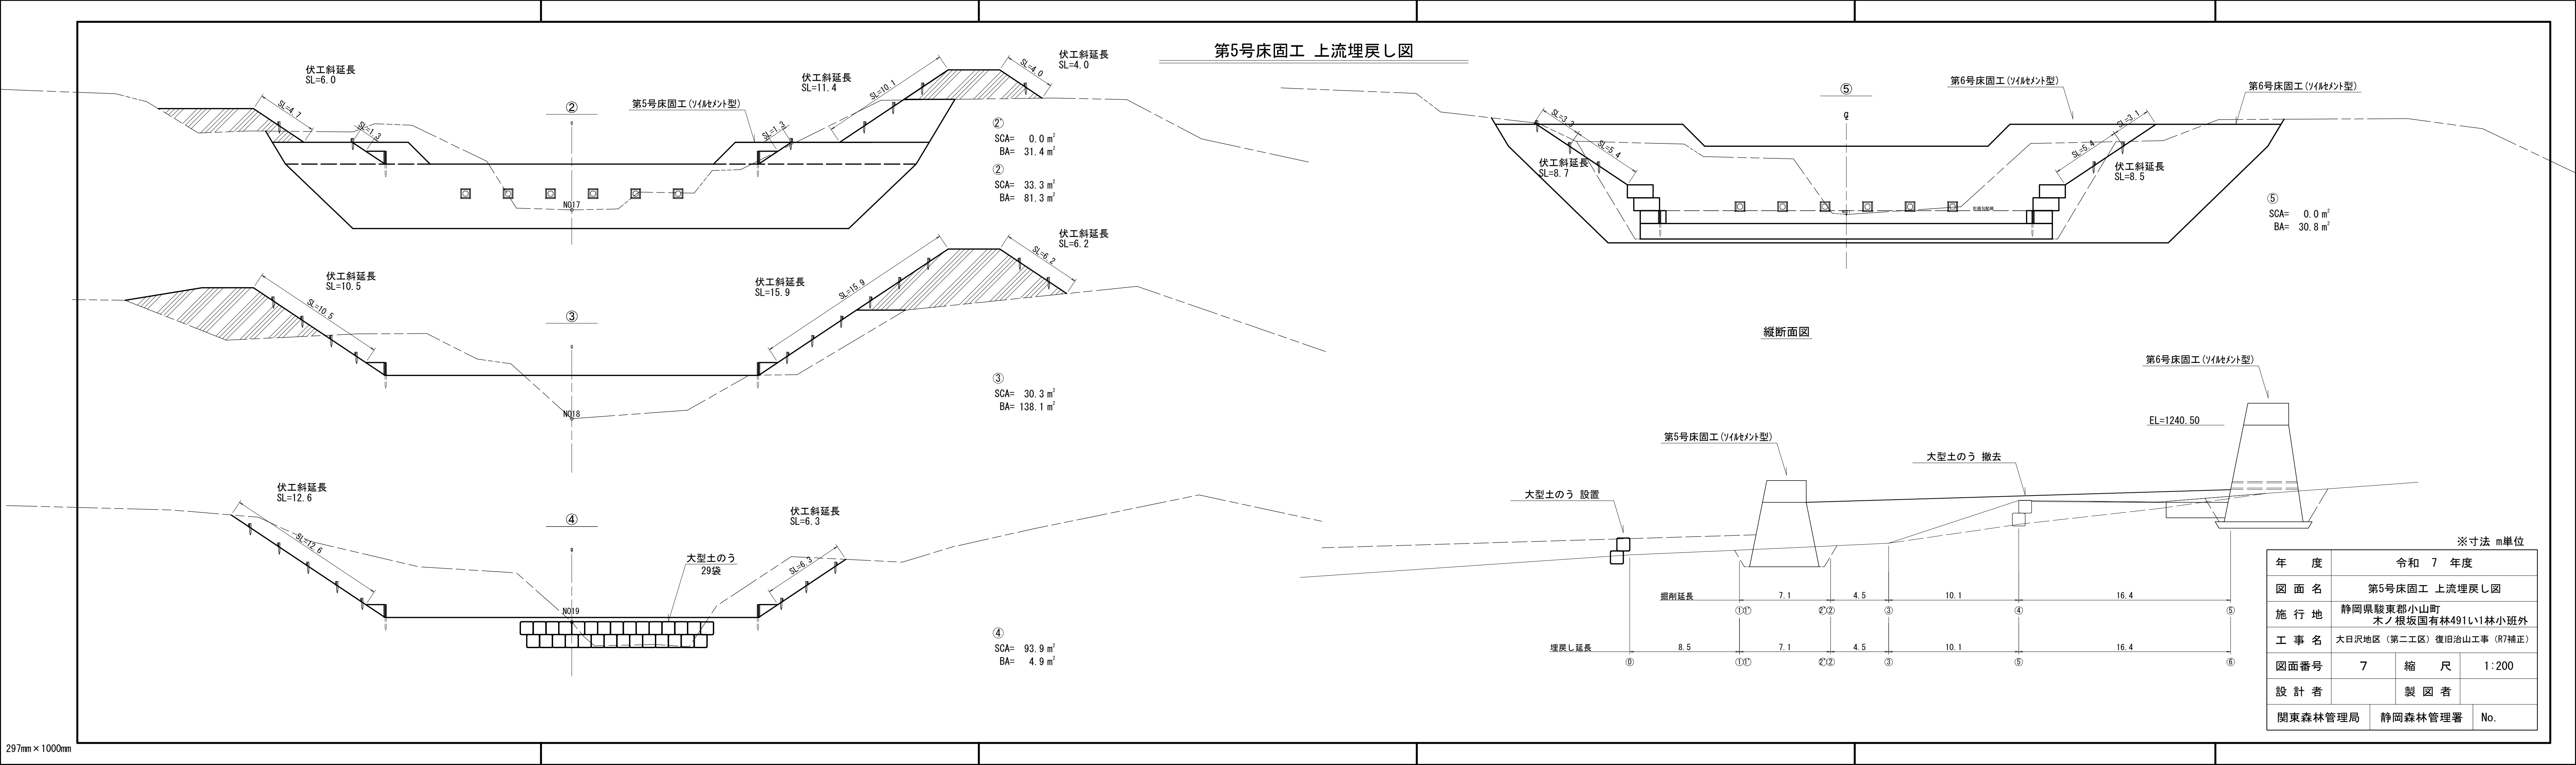 第5号床固工 上流埋戻し図
伏工斜延長
SL=6.0
SL=4.7
SL=1.3
②
第5号床固工(ソイルセメント型)
SL=1.3
伏工斜延長
SL=11.4
SL=10.1
SL=4.0
伏工斜延長
SL=4.0
NO17
②'
SCA= 0.0 m²
BA= 31.4 m²
②
SCA= 33.3 m²
BA= 81.3 m²
伏工斜延長
SL=10.5
SL=10.5
③
伏工斜延長
SL=15.9
SL=15.9
SL=6.2
伏工斜延長
SL=6.2
NO18
③
SCA= 30.3 m²
BA= 138.1 m²
伏工斜延長
SL=12.6
SL=12.6
④
伏工斜延長
SL=6.3
SL=6.3
大型土のう
29袋
NO19
④
SCA= 93.9 m²
BA= 4.9 m²
⑤
第6号床固工(ソイルセメント型)
第6号床固工(ソイルセメント型)
SL=3.3
SL=5.4
伏工斜延長
SL=8.7
SL=3.1
SL=5.4
伏工斜延長
SL=8.5
⑤
SCA= 0.0 m²
BA= 30.8 m²
縦断面図
第6号床固工(ソイルセメント型)
EL=1240.50
第5号床固工(ソイルセメント型)
大型土のう 撤去
大型土のう 設置
掘削延長 7.1 4.5 10.1 16.4
①①' ②'② ③ ④ ⑤
埋戻し延長 8.5 7.1 4.5 10.1 16.4
⓪ ①①' ②'② ③ ⑤ ⑥
※寸法 m単位
年 度 令和 7 年度
図 面 名 第5号床固工 上流埋戻し図
施 行 地 静岡県駿東郡小山町
木ノ根坂国有林491い1林小班外
工 事 名 大日沢地区(第二工区)復旧治山工事(R7補正)
図面番号 7 縮 尺 1:200
設 計 者 製 図 者
関東森林管理局 静岡森林管理署 No.
297mm×1000mm